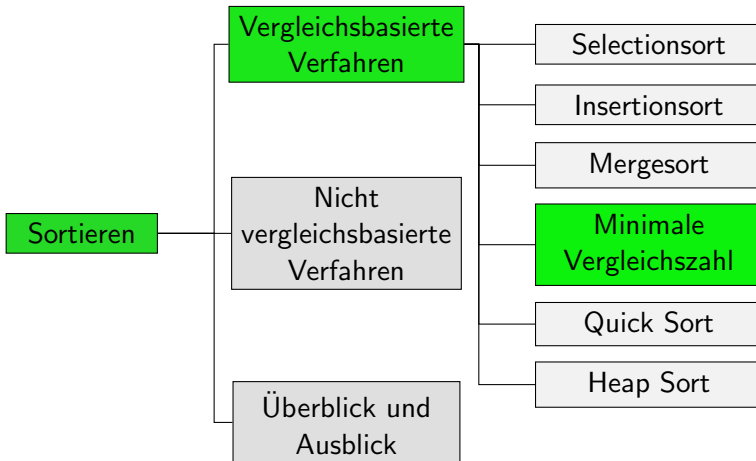 Sortieren
Vergleichsbasierte
Verfahren
Nicht
vergleichsbasierte
Verfahren
Überblick und
Ausblick
Selectionsort
Insertionsort
Mergesort
Minimale
Vergleichszahl
Quick Sort
Heap Sort